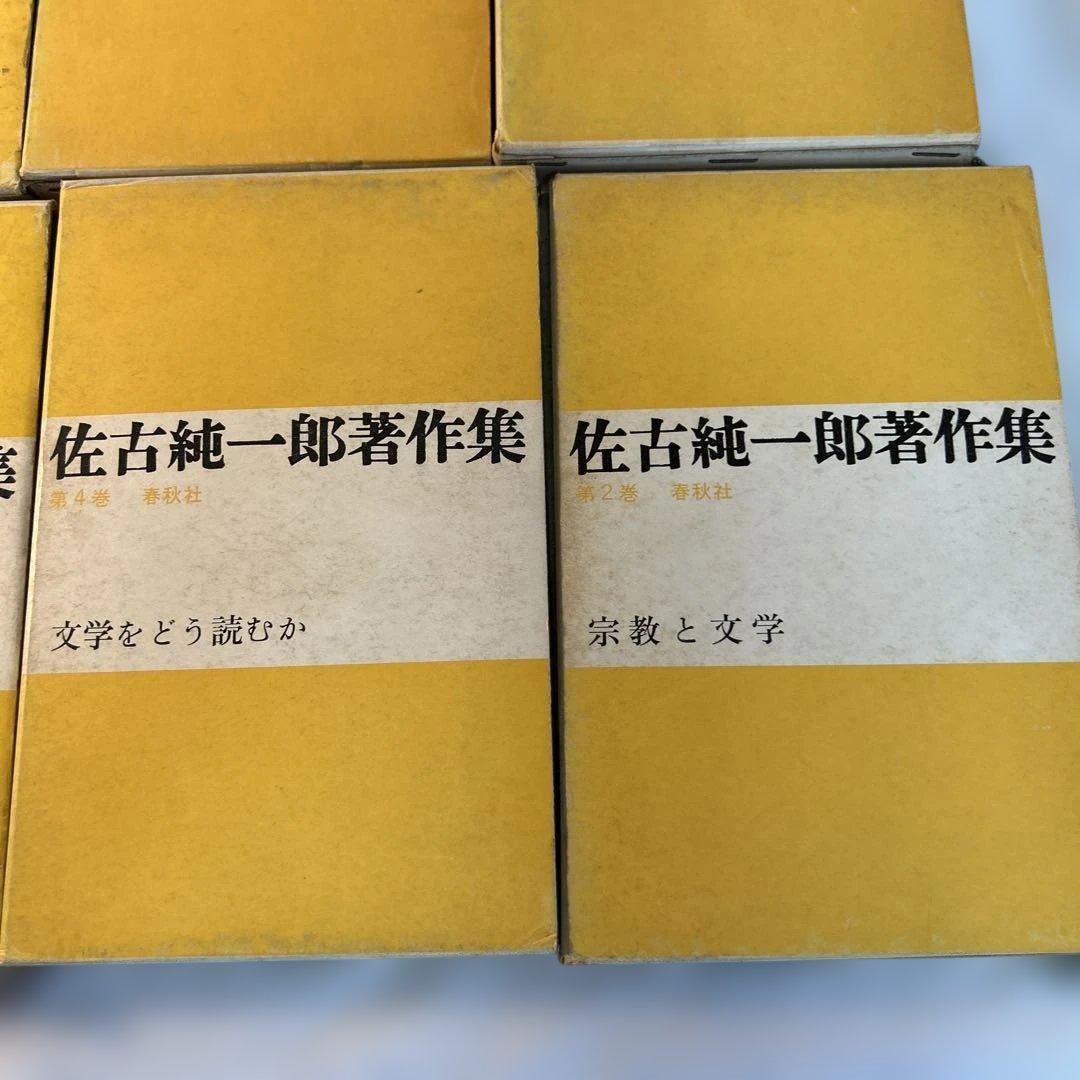 集
佐古純一郎著作集
第4巻 春秋社
文学をどう読むか
佐古純一郎著作集
第2巻 春秋社
宗教と文学